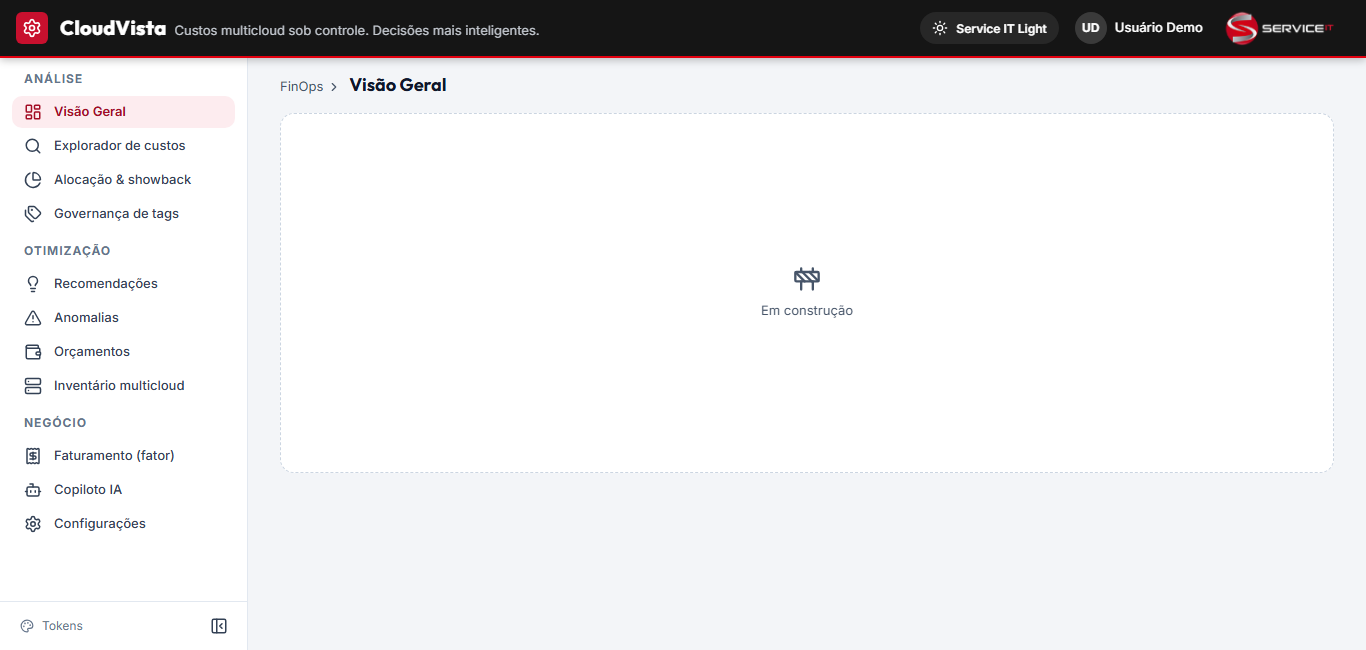 CloudVista
Custos multicloud sob controle. Decisões mais inteligentes.
Service IT Light
UD
Usuário Demo
SERVICEIT
ANÁLISE
Visão Geral
Explorador de custos
Alocação & showback
Governança de tags
OTIMIZAÇÃO
Recomendações
Anomalias
Orçamentos
Inventário multicloud
NEGÓCIO
Faturamento (fator)
Copiloto IA
Configurações
Tokens
FinOps > Visão Geral
Em construção